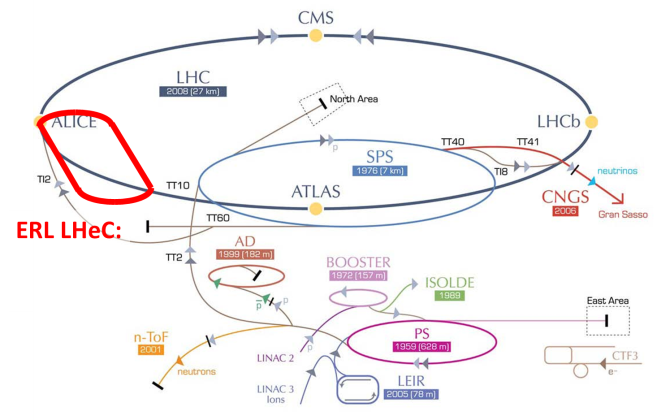 CMS
LHC
2008 (27 km)
North Area
ALICE
LHCb
TT40
TT41
SPS
1976 (7 km)
TI8
TI2
TT10
ATLAS
neutrinos
CNGS
2006
Gran Sasso
TT60
ERL LHeC:
AD
1999 (182 m)
TT2
BOOSTER
1972 (157 m)
ISOLDE
1989
East Area
p
p
p̅
p
n-ToF
2001
neutrons
LINAC 2
PS
1959 (628 m)
CTF3
e-
LINAC 3
Ions
LEIR
2005 (78 m)